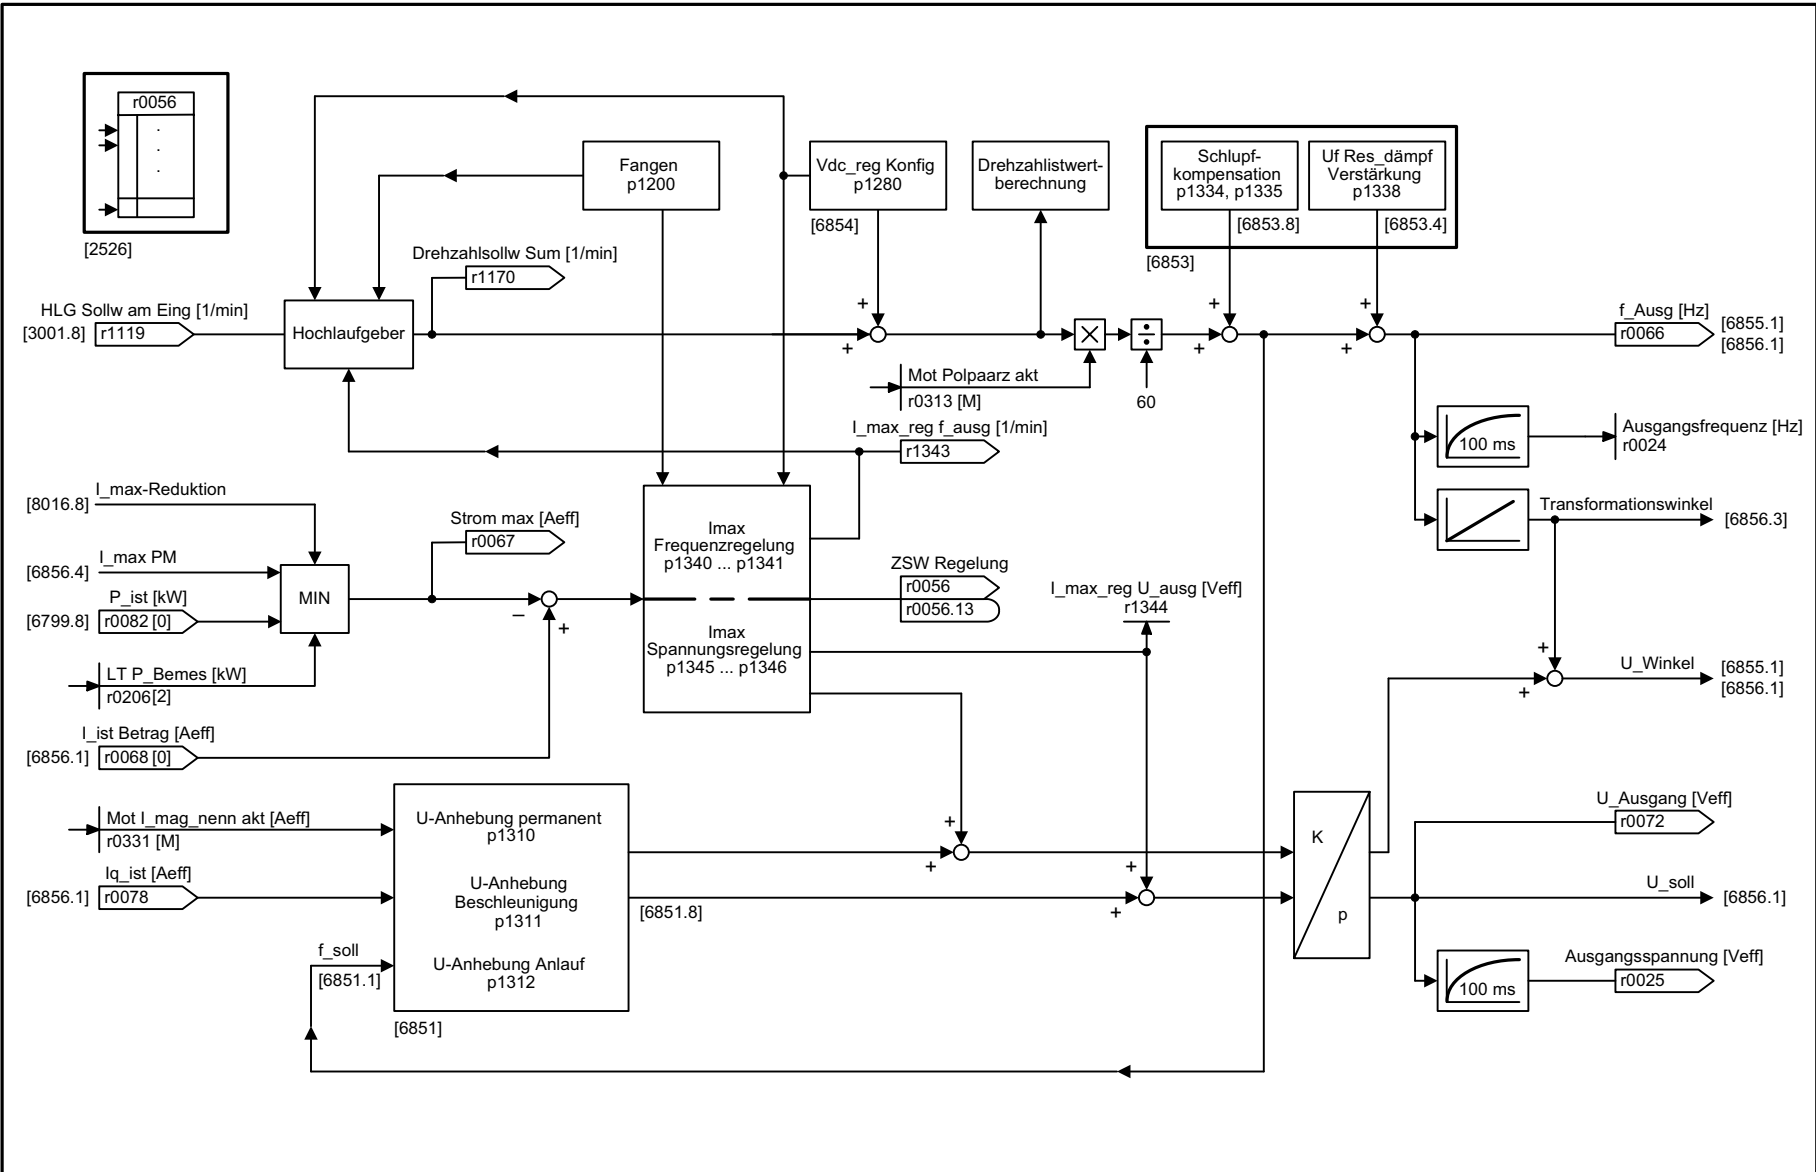 r0056
[2526]
Fangen
p1200
Vdc_reg Konfig
p1280
[6854]
Drehzahlistwert-
berechnung
Schlupf-
kompensation
p1334, p1335
[6853.8]
Uf Res_dämpf
Verstärkung
p1338
[6853.4]
[6853]
Drehzahlsollw Sum [1/min]
r1170
HLG Sollw am Eing [1/min]
[3001.8]
r1119
Hochlaufgeber
+
+
+
+
+
+
f_Ausg [Hz]
r0066
[6855.1]
[6856.1]
Mot Polpaarz akt
r0313 [M]
60
I_max_reg f_ausg [1/min]
r1343
100 ms
Ausgangsfrequenz [Hz]
r0024
Transformationswinkel
[6856.3]
[8016.8]
I_max-Reduktion
[6856.4]
I_max PM
P_ist [kW]
[6799.8]
r0082 [0]
MIN
LT P_Bemes [kW]
r0206[2]
Strom max [Aeff]
r0067
–
+
Imax
Frequenzregelung
p1340 ... p1341
Imax
Spannungsregelung
p1345 ... p1346
ZSW Regelung
r0056
r0056.13
I_max_reg U_ausg [Veff]
r1344
+
+
U_Winkel
[6855.1]
[6856.1]
I_ist Betrag [Aeff]
[6856.1]
r0068 [0]
Mot I_mag_nenn akt [Aeff]
r0331 [M]
Iq_ist [Aeff]
[6856.1]
r0078
f_soll
[6851.1]
U-Anhebung permanent
p1310
U-Anhebung
Beschleunigung
p1311
U-Anhebung Anlauf
p1312
[6851]
[6851.8]
+
+
+
+
K
p
U_Ausgang [Veff]
r0072
U_soll
[6856.1]
100 ms
Ausgangsspannung [Veff]
r0025